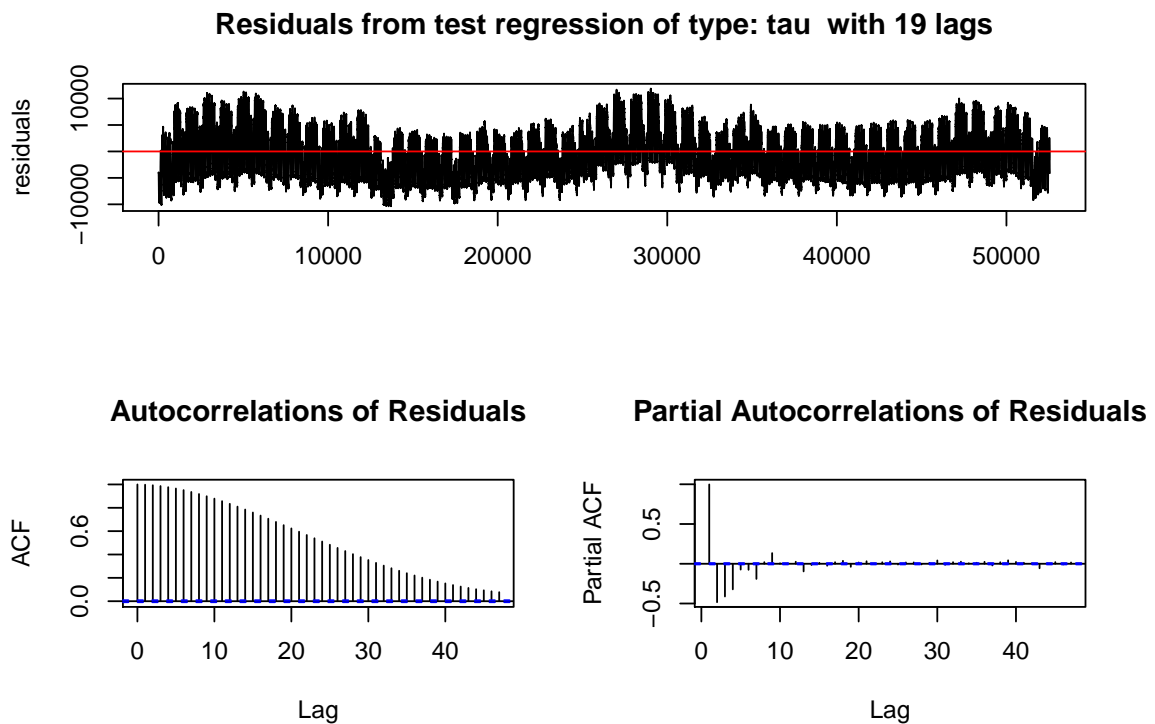 Residuals from test regression of type: tau with 19 lags
residuals
10000
−10000
0 10000 20000 30000 40000 50000
Autocorrelations of Residuals
ACF
0.6
0.0
0 10 20 30 40
Lag
Partial Autocorrelations of Residuals
Partial ACF
0.5
−0.5
0 10 20 30 40
Lag